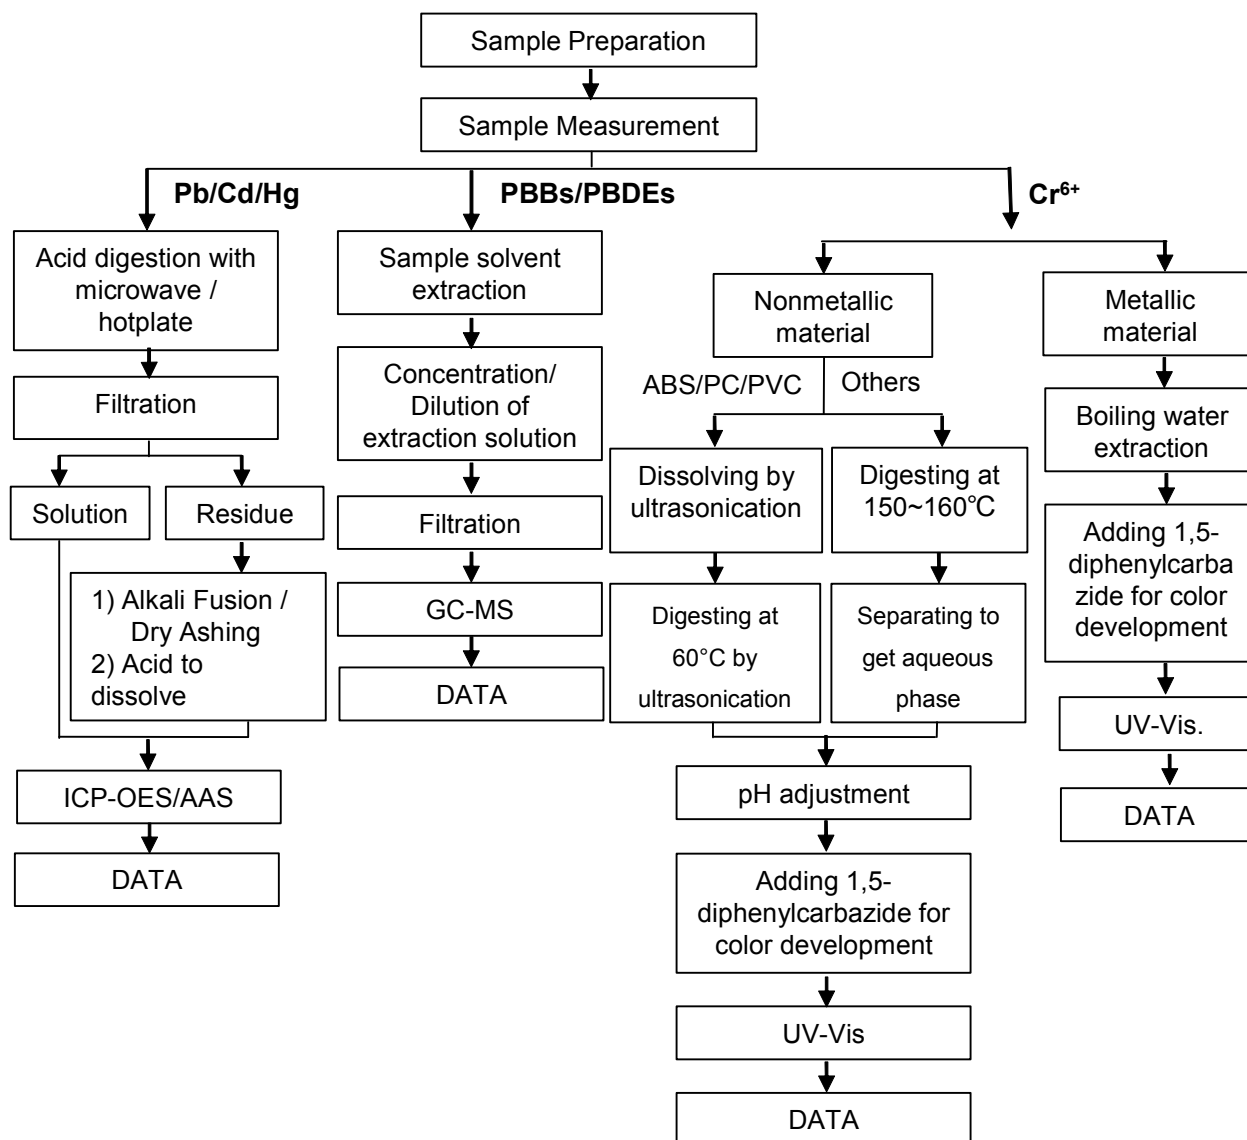 Sample Preparation
Sample Measurement
Pb/Cd/Hg
PBBs/PBDEs
Cr⁶⁺
Acid digestion with
microwave /
hotplate
Filtration
Solution
Residue
1) Alkali Fusion /
Dry Ashing
2) Acid to
dissolve
ICP-OES/AAS
DATA
Sample solvent
extraction
Concentration/
Dilution of
extraction solution
Filtration
GC-MS
DATA
Nonmetallic
material
ABS/PC/PVC
Others
Dissolving by
ultrasonication
Digesting at
60°C by
ultrasonication
Digesting at
150~160℃
Separating to
get aqueous
phase
pH adjustment
Adding 1,5-
diphenylcarbazide for
color development
UV-Vis
DATA
Metallic
material
Boiling water
extraction
Adding 1,5-
diphenylcarba
zide for color
development
UV-Vis.
DATA